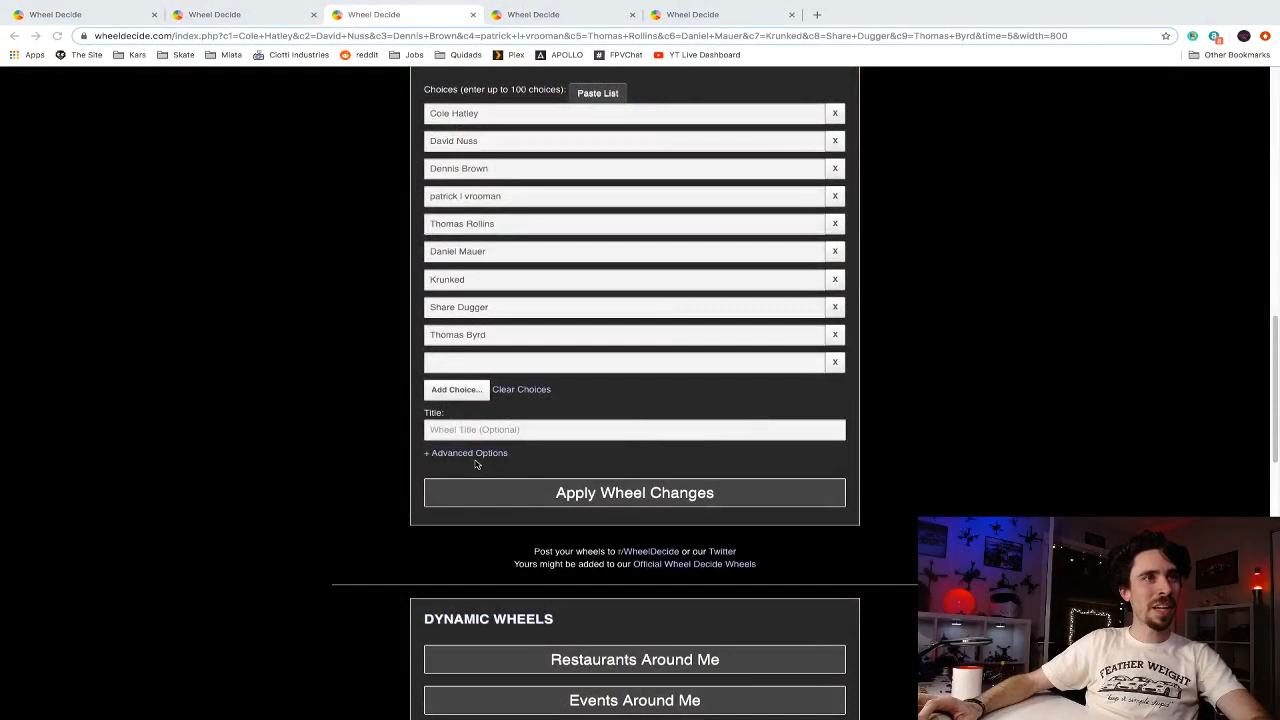 Wheel Decide
Wheel Decide
Wheel Decide
Wheel Decide
Wheel Decide
wheeldecide.com/index.php?c1=Cole+Hatley&c2=David+Nuss&c3=Dennis+Brown&c4=patrick+l+vrooman&c5=Thomas+Rollins&c6=Daniel+Mauer&c7=Krunked&c8=Share+Dugger&c9=Thomas+Byrd&time=5&width=800
Apps The Site Kars Skate Miata Ciotti Industries reddit Jobs Quidads Plex APOLLO FPVChat YT Live Dashboard Other Bookmarks
Choices (enter up to 100 choices): Paste List
Cole Hatley X
David Nuss X
Dennis Brown X
patrick l vrooman X
Thomas Rollins X
Daniel Mauer X
Krunked X
Share Dugger X
Thomas Byrd X
X
Add Choice... Clear Choices
Title:
Wheel Title (Optional)
+ Advanced Options
Apply Wheel Changes
Post your wheels to r/WheelDecide or our Twitter
Yours might be added to our Official Wheel Decide Wheels
DYNAMIC WHEELS
Restaurants Around Me
Events Around Me
FEATHER WEIGHT
keep it simple stupid